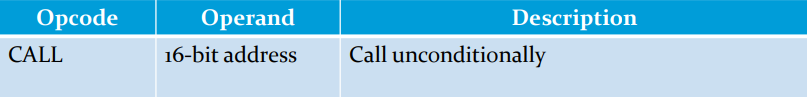 Opcode Operand Description
CALL 16-bit address Call unconditionally